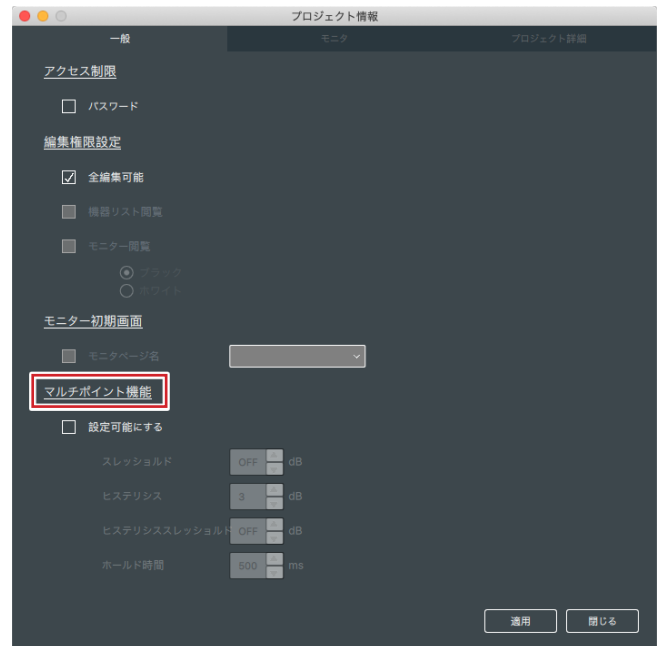 プロジェクト情報
一般 モニタ プロジェクト詳細
アクセス制限
パスワード
編集権限設定
全編集可能
機器リスト閲覧
モニター閲覧
ブラック
ホワイト
モニター初期画面
モニタページ名
マルチポイント機能
設定可能にする
スレッショルド OFF dB
ヒステリシス 3 dB
ヒステリシススレッショルド OFF dB
ホールド時間 500 ms
適用 閉じる